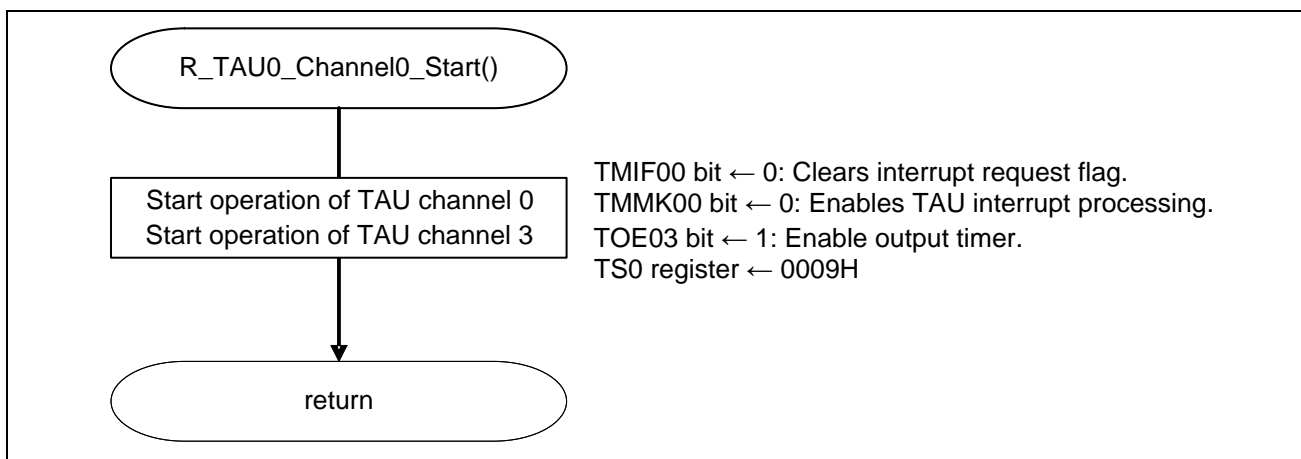 R_TAU0_Channel0_Start()
Start operation of TAU channel 0
Start operation of TAU channel 3
TMIF00 bit ← 0: Clears interrupt request flag.
TMMK00 bit ← 0: Enables TAU interrupt processing.
TOE03 bit ← 1: Enable output timer.
TS0 register ← 0009H
return